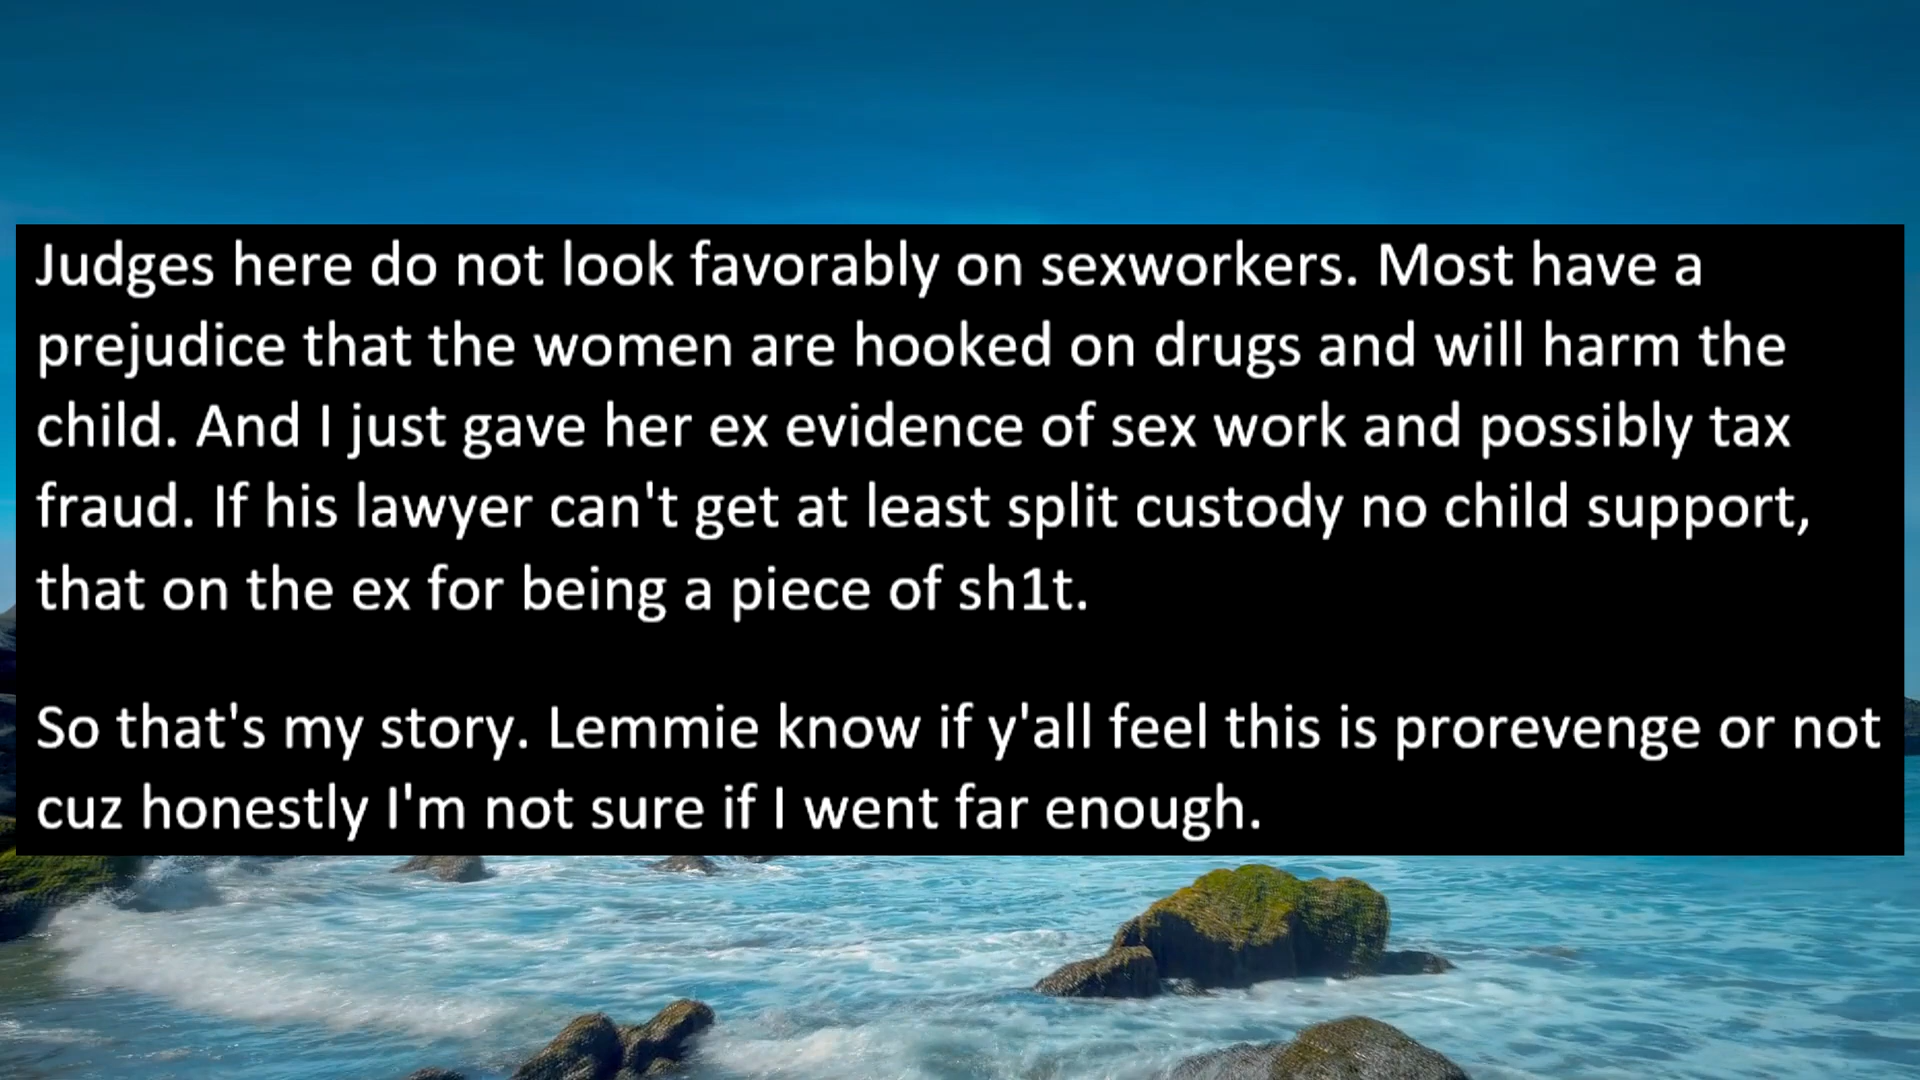 Judges here do not look favorably on sexworkers. Most have a
prejudice that the women are hooked on drugs and will harm the
child. And I just gave her ex evidence of sex work and possibly tax
fraud. If his lawyer can't get at least split custody no child support,
that on the ex for being a piece of sh1t.
So that's my story. Lemmie know if y'all feel this is prorevenge or not
cuz honestly I'm not sure if I went far enough.